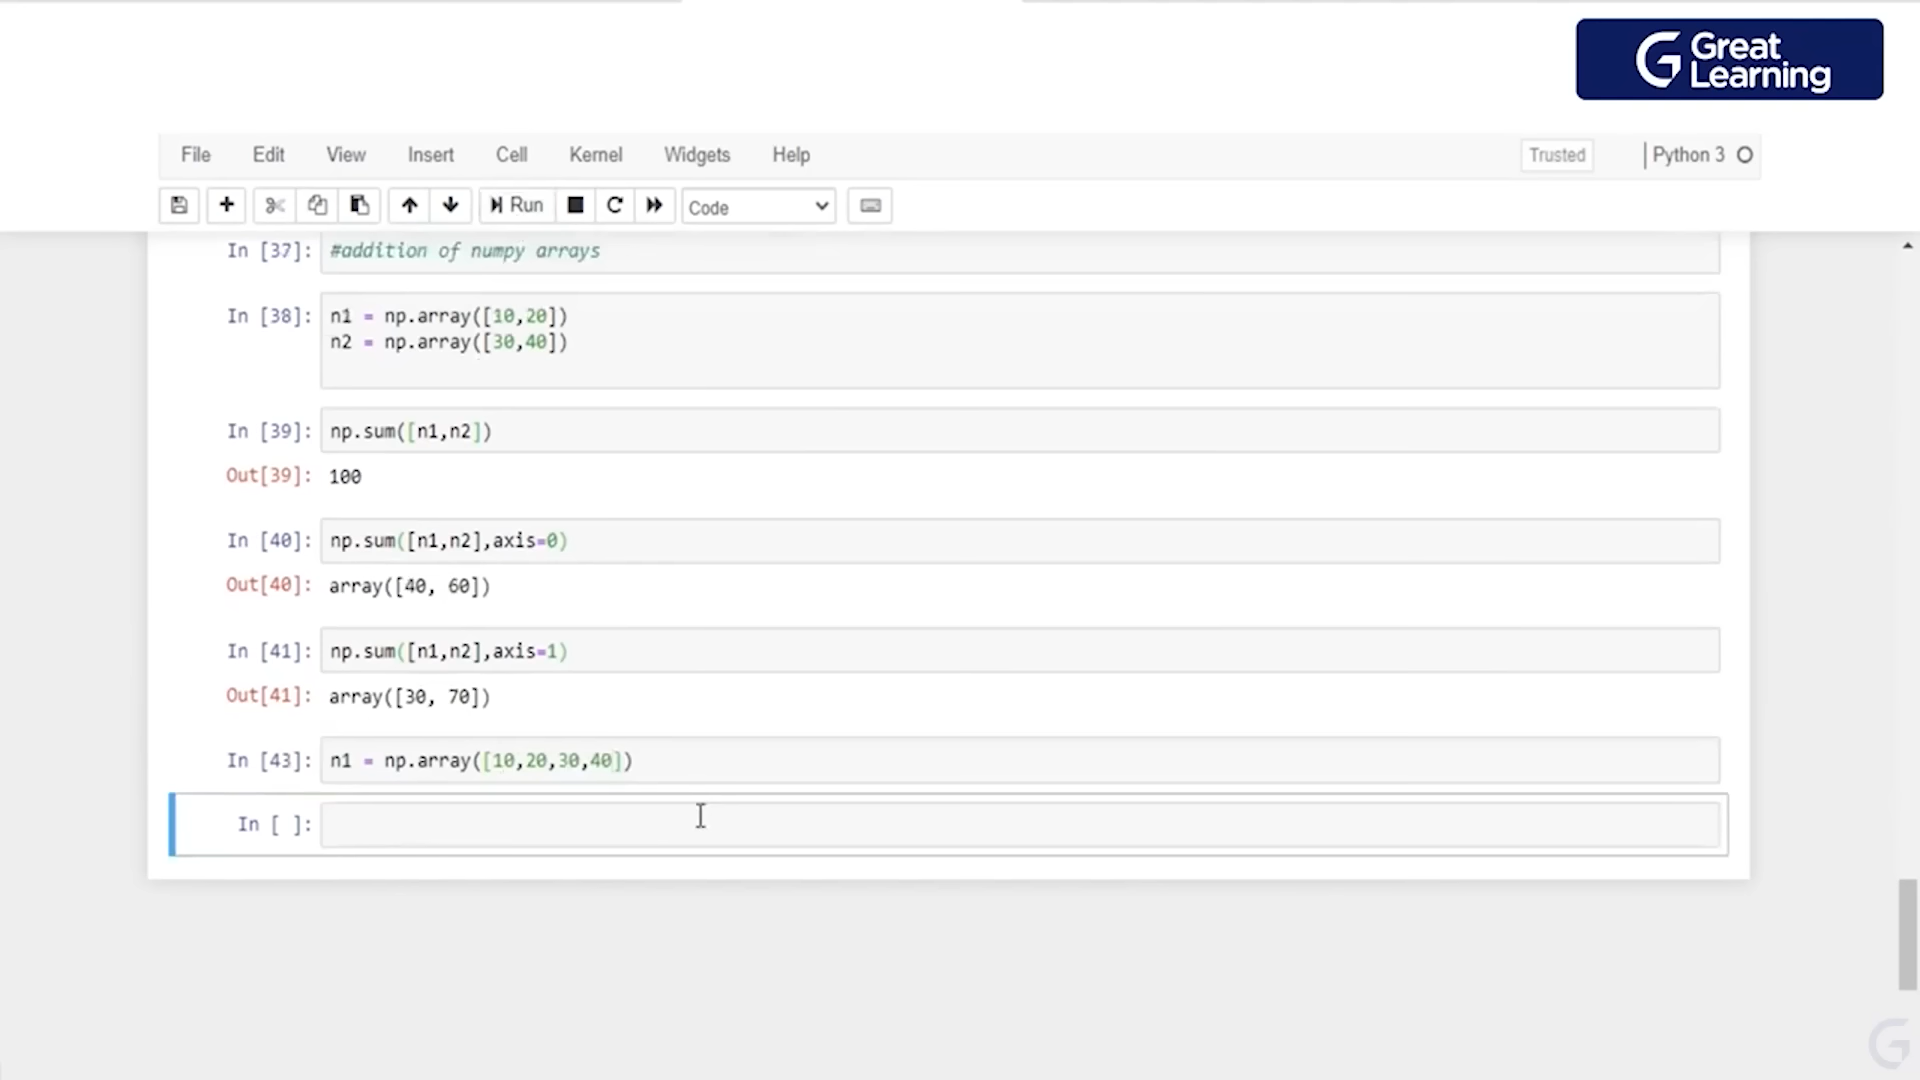 Great
Learning
File Edit View Insert Cell Kernel Widgets Help Trusted Python 3
Run Code
In [37]: #addition of numpy arrays
In [38]: n1 = np.array([10,20])
n2 = np.array([30,40])
In [39]: np.sum([n1,n2])
Out[39]: 100
In [40]: np.sum([n1,n2],axis=0)
Out[40]: array([40, 60])
In [41]: np.sum([n1,n2],axis=1)
Out[41]: array([30, 70])
In [43]: n1 = np.array([10,20,30,40])
In [ ]: